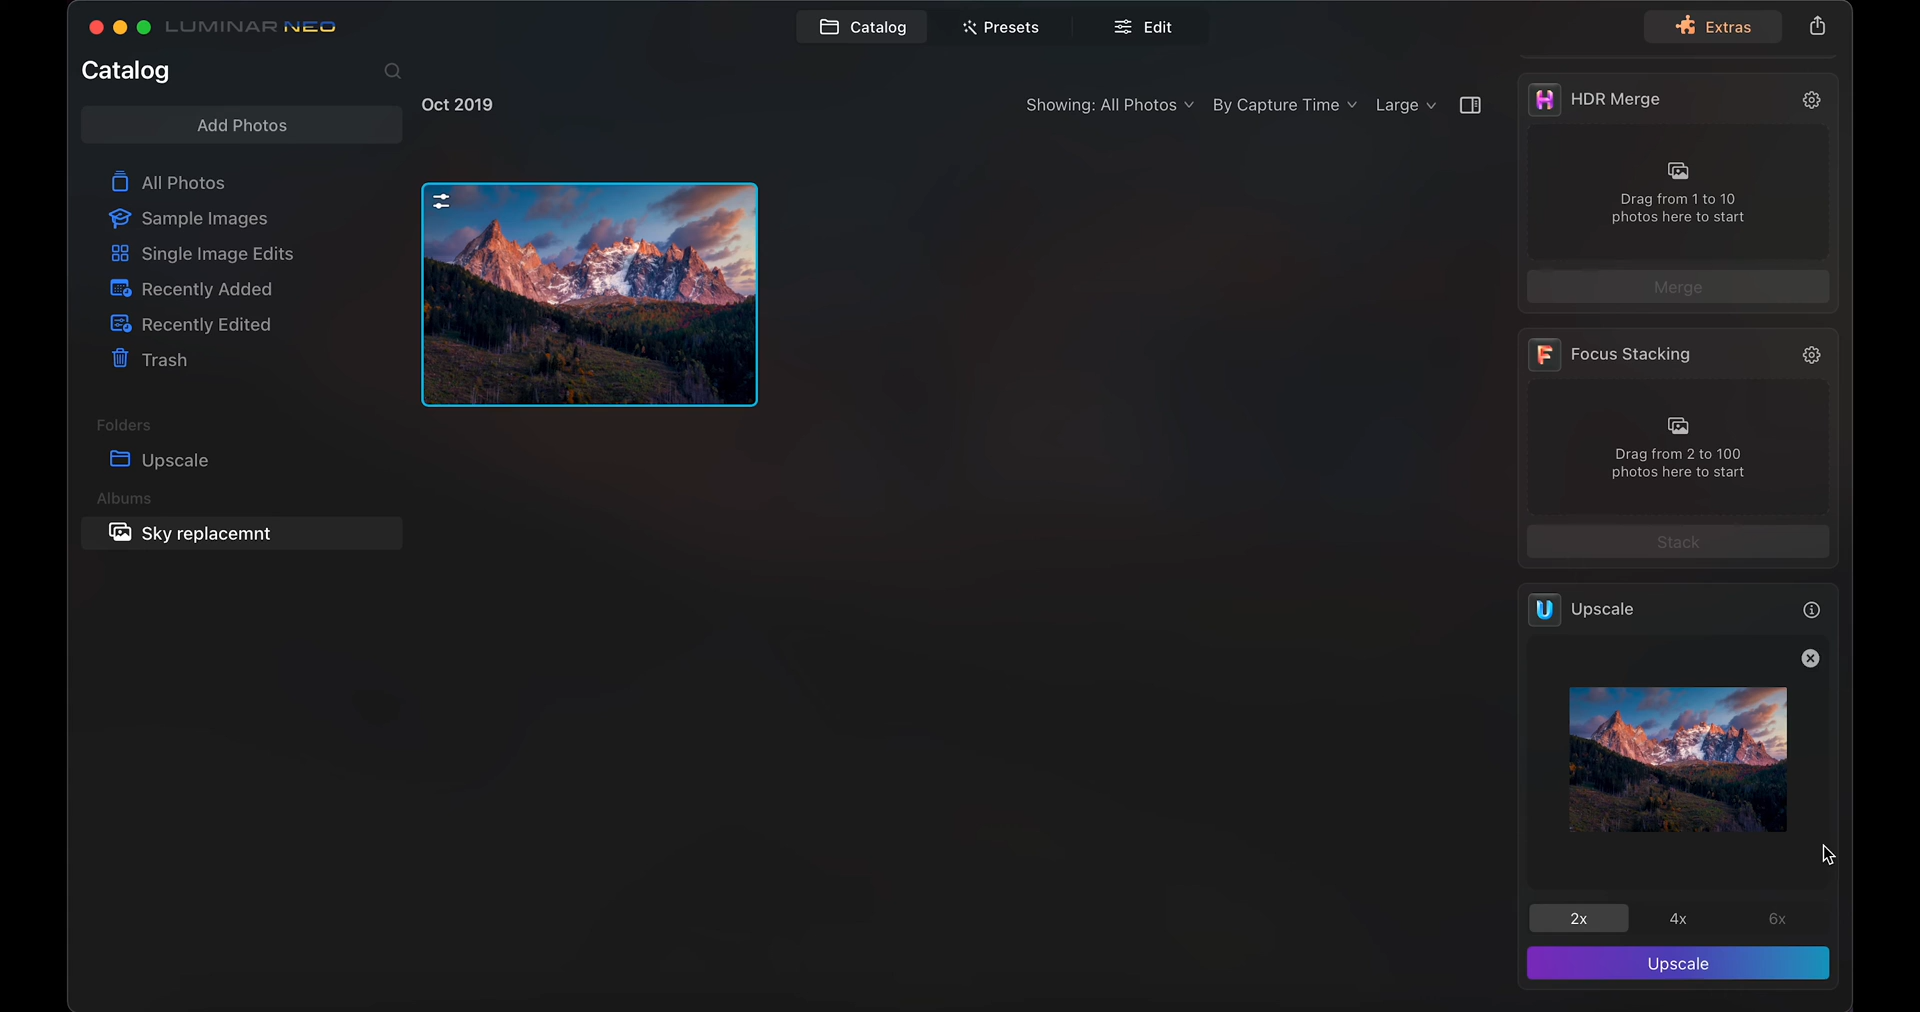 LUMINAR NEO
Catalog
Presets
Edit
Extras
Catalog
Add Photos
All Photos
Sample Images
Single Image Edits
Recently Added
Recently Edited
Trash
Folders
Upscale
Albums
Sky replacemnt
Oct 2019
Showing: All Photos
By Capture Time
Large
HDR Merge
Drag from 1 to 10
photos here to start
Merge
Focus Stacking
Drag from 2 to 100
photos here to start
Stack
Upscale
2x
4x
6x
Upscale